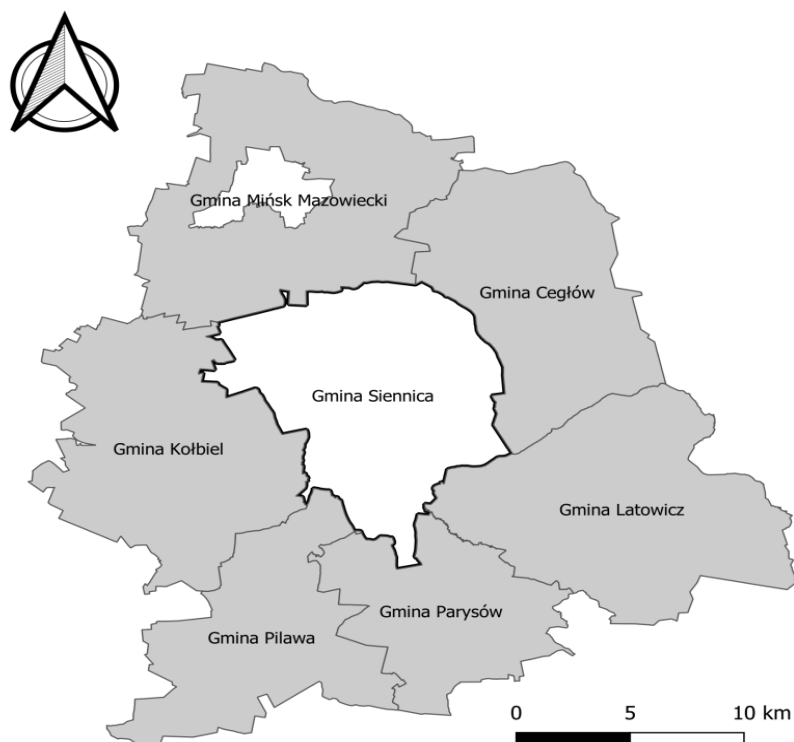 Gmina Mińsk Mazowiecki
Gmina Cegłów
Gmina Siennica
Gmina Kołbiel
Gmina Latowicz
Gmina Parysów
Gmina Pilawa
0 5 10 km